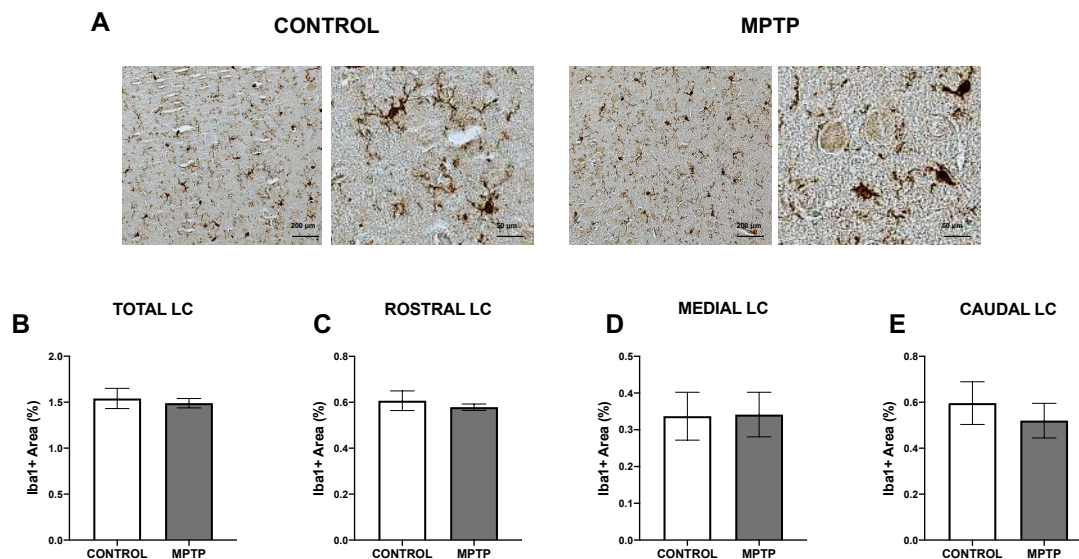 A
CONTROL
MPTP
200 µm
50 µm
200 µm
50 µm
B
TOTAL LC
Iba1+ Area (%)
2.0
1.5
1.0
0.5
0.0
CONTROL MPTP
C
ROSTRAL LC
Iba1+ Area (%)
0.8
0.6
0.4
0.2
0.0
CONTROL MPTP
D
MEDIAL LC
Iba1+ Area (%)
0.5
0.4
0.3
0.2
0.1
0.0
CONTROL MPTP
E
CAUDAL LC
Iba1+ Area (%)
0.8
0.6
0.4
0.2
0.0
CONTROL MPTP